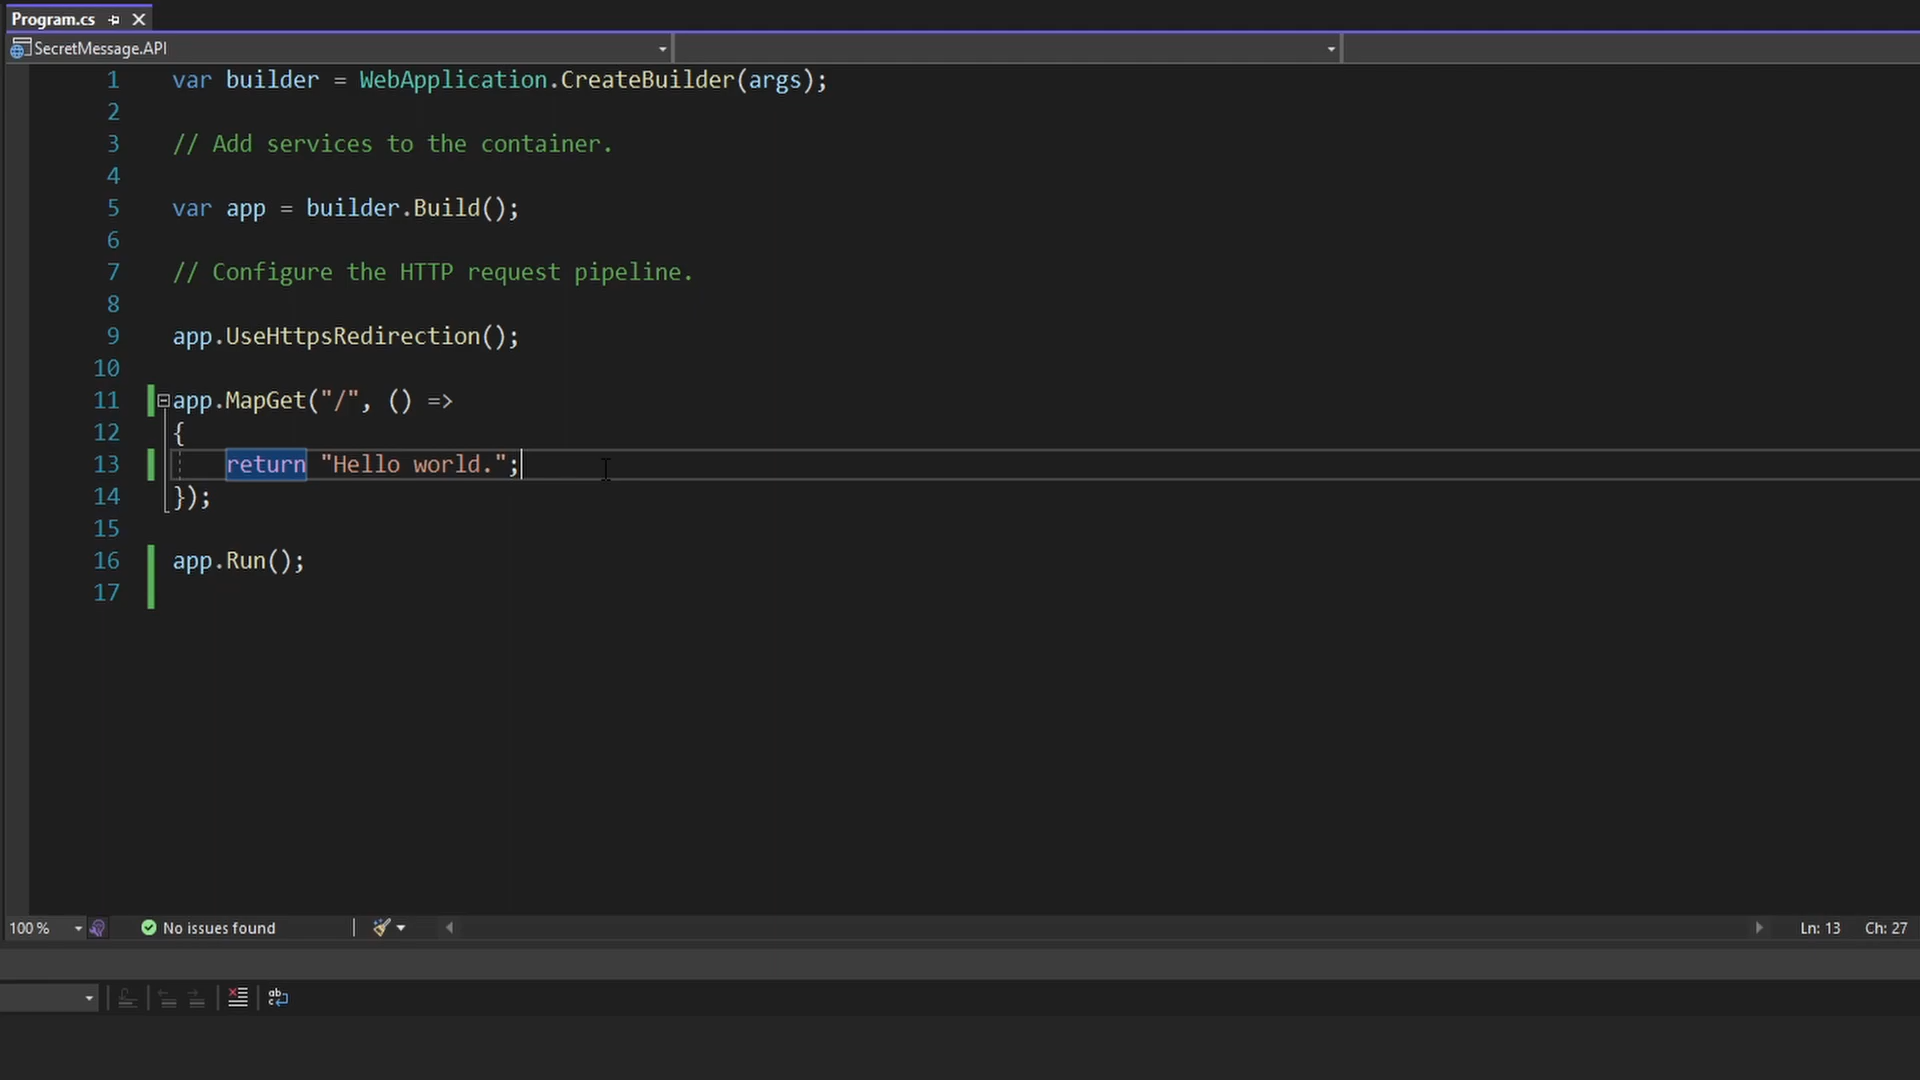 Program.cs
SecretMessage.API
1 var builder = WebApplication.CreateBuilder(args);
2
3 // Add services to the container.
4
5 var app = builder.Build();
6
7 // Configure the HTTP request pipeline.
8
9 app.UseHttpsRedirection();
10
11 app.MapGet("/", () =>
12 {
13 return "Hello world.";
14 });
15
16 app.Run();
17
100 % No issues found Ln: 13 Ch: 27